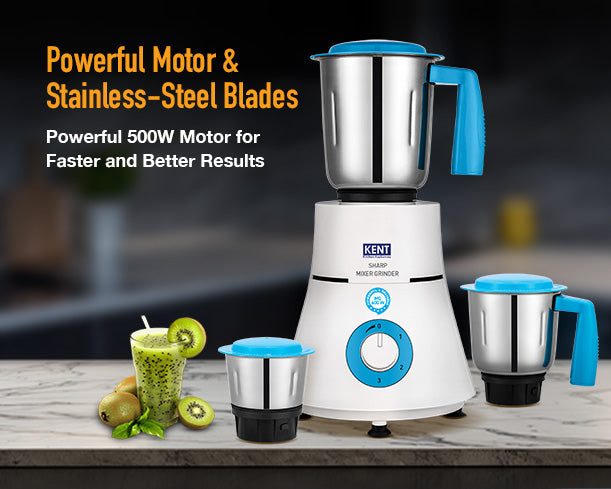 Powerful Motor &
Stainless-Steel Blades
Powerful 500W Motor for
Faster and Better Results
KENT
SHARP
MIXER GRINDER
0
1
2
3